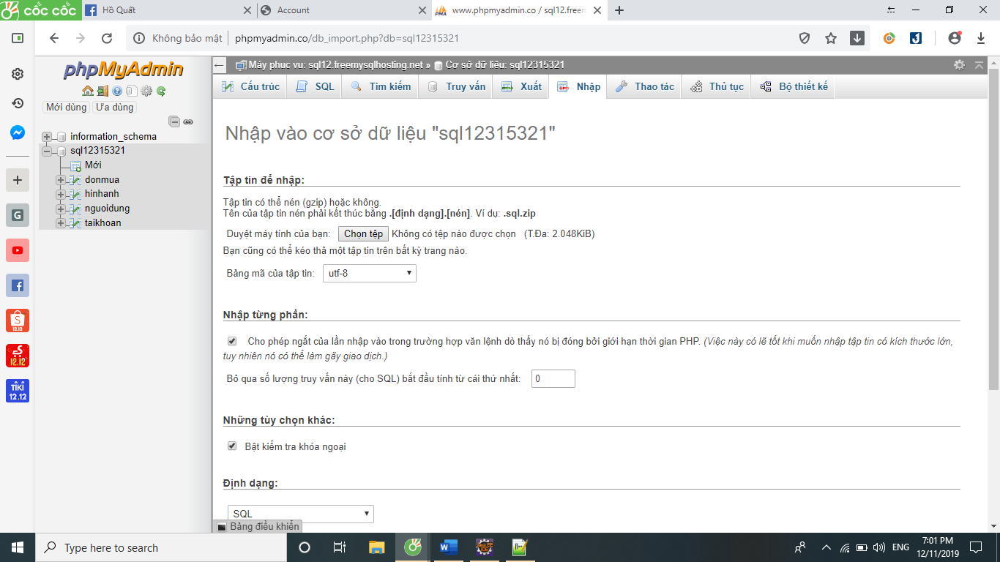 CỐC CỐC
Hồ Quất
Account
www.phpmyadmin.co / sql12.freen
Không bảo mật
phpmyadmin.co/db_import.php?db=sql12315321
phpMyAdmin
Mới dùng
Ưa dùng
information_schema
sql12315321
Mới
donmua
hinhanh
nguoidung
taikhoan
Máy phục vụ: sql12.freemysqlhosting.net » Cơ sở dữ liệu: sql12315321
Cấu trúc
SQL
Tìm kiếm
Truy vấn
Xuất
Nhập
Thao tác
Thủ tục
Bộ thiết kế
Nhập vào cơ sở dữ liệu "sql12315321"
Tập tin để nhập:
Tập tin có thể nén (gzip) hoặc không.
Tên của tập tin nén phải kết thúc bằng .[định dạng].[nén]. Ví dụ: .sql.zip
Duyệt máy tính của bạn: Chọn tệp Không có tệp nào được chọn (T.Đa: 2.048KiB)
Bạn cũng có thể kéo thả một tập tin trên bất kỳ trang nào.
Bảng mã của tập tin: utf-8
Nhập từng phần:
Cho phép ngắt của lần nhập vào trong trường hợp văn lệnh dò thấy nó bị đóng bởi giới hạn thời gian PHP. (Việc này có lẽ tốt khi muốn nhập tập tin có kích thước lớn,
tuy nhiên nó có thể làm gãy giao dịch.)
Bỏ qua số lượng truy vấn này (cho SQL) bắt đầu tính từ cái thứ nhất: 0
Những tùy chọn khác:
Bật kiểm tra khóa ngoại
Định dạng:
SQL
Bảng điều khiển
Type here to search
ENG
7:01 PM
12/11/2019